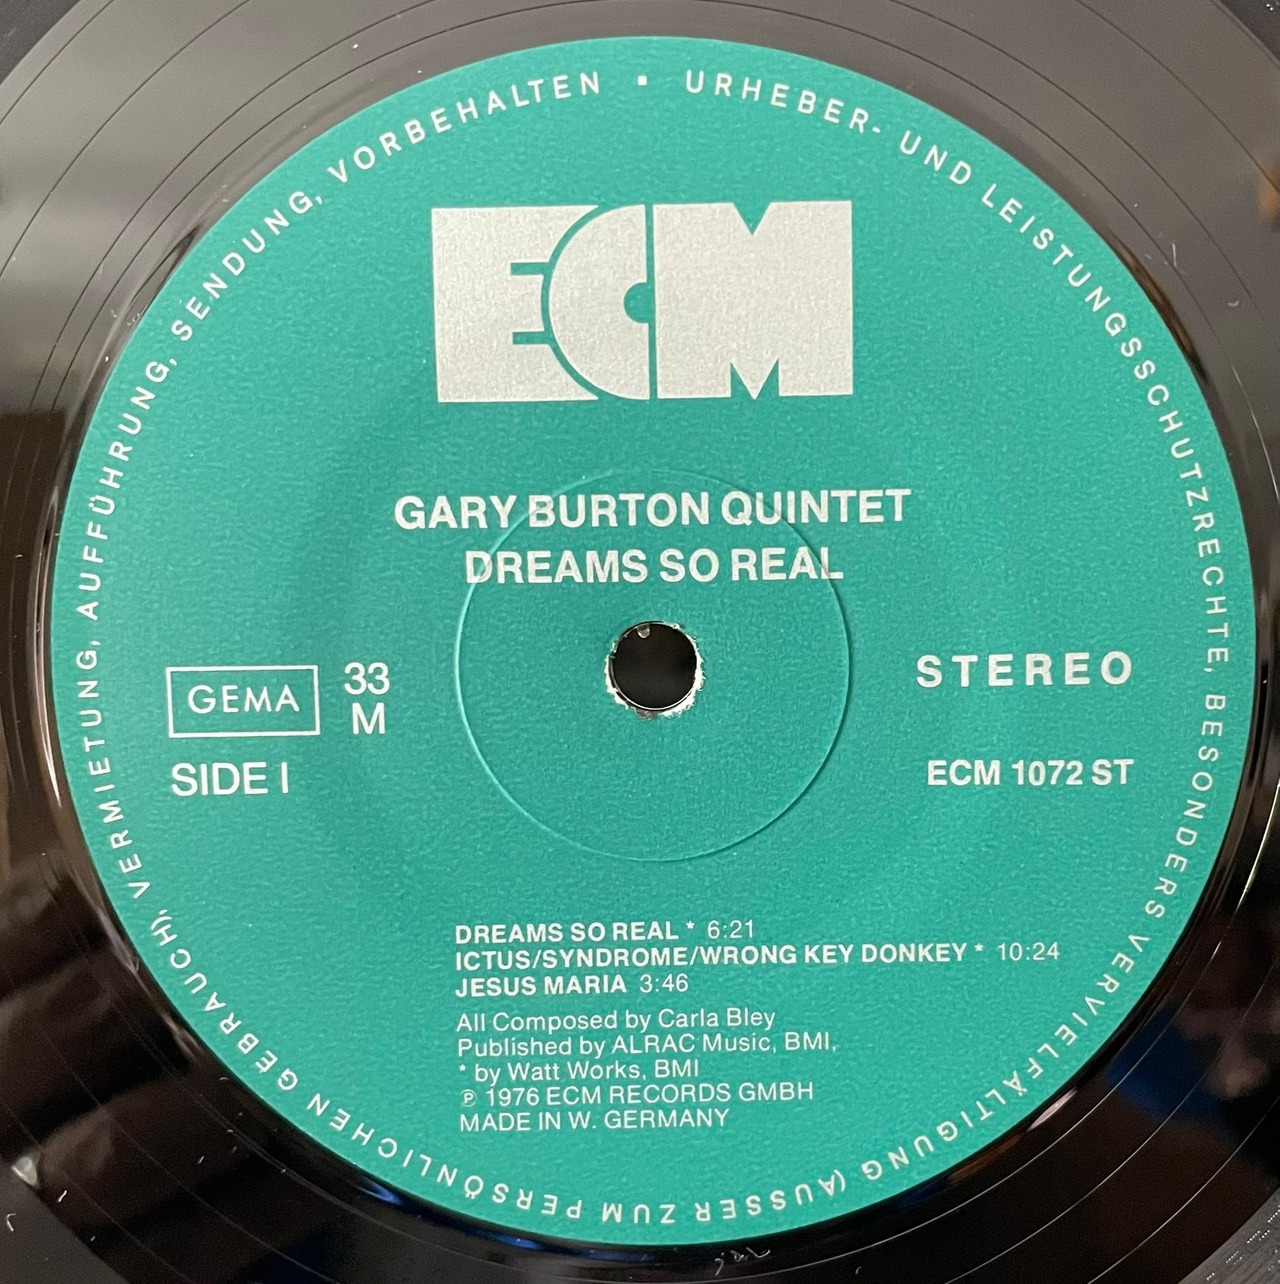 URHEBER- UND LEISTUNGSSCHUTZRECHTE, BESONDERS VERVIELFÄLTIGUNG (AUSSER ZUM PERSÖNLICHEN GEBRAUCH), VERMIETUNG, AUFFÜHRUNG, SENDUNG, VORBEHALTEN ▪
ECM
GARY BURTON QUINTET
DREAMS SO REAL
GEMA
33
M
SIDE I
STEREO
ECM 1072 ST
DREAMS SO REAL * 6:21
ICTUS/SYNDROME/WRONG KEY DONKEY * 10:24
JESUS MARIA 3:46
All Composed by Carla Bley
Published by ALRAC Music, BMI,
* by Watt Works, BMI
℗ 1976 ECM RECORDS GMBH
MADE IN W. GERMANY